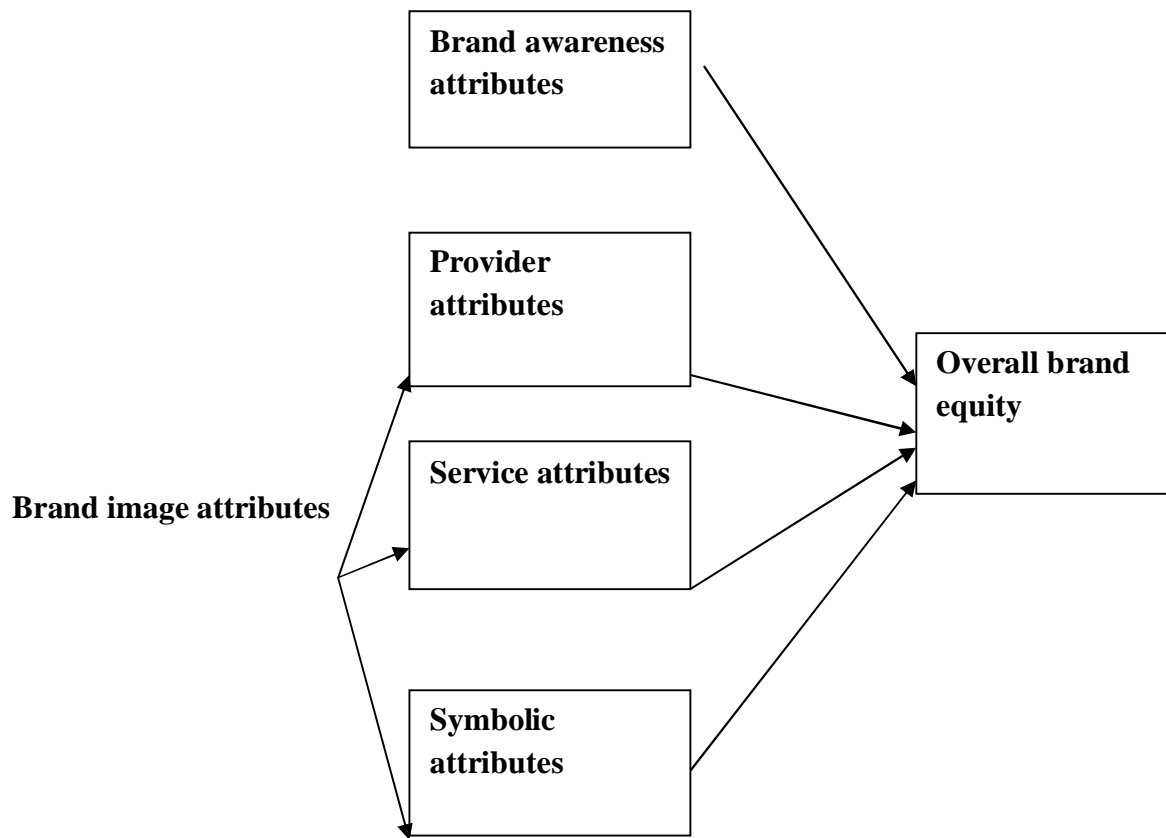 Brand awareness
attributes
Provider
attributes
Overall brand
equity
Service attributes
Brand image attributes
Symbolic
attributes